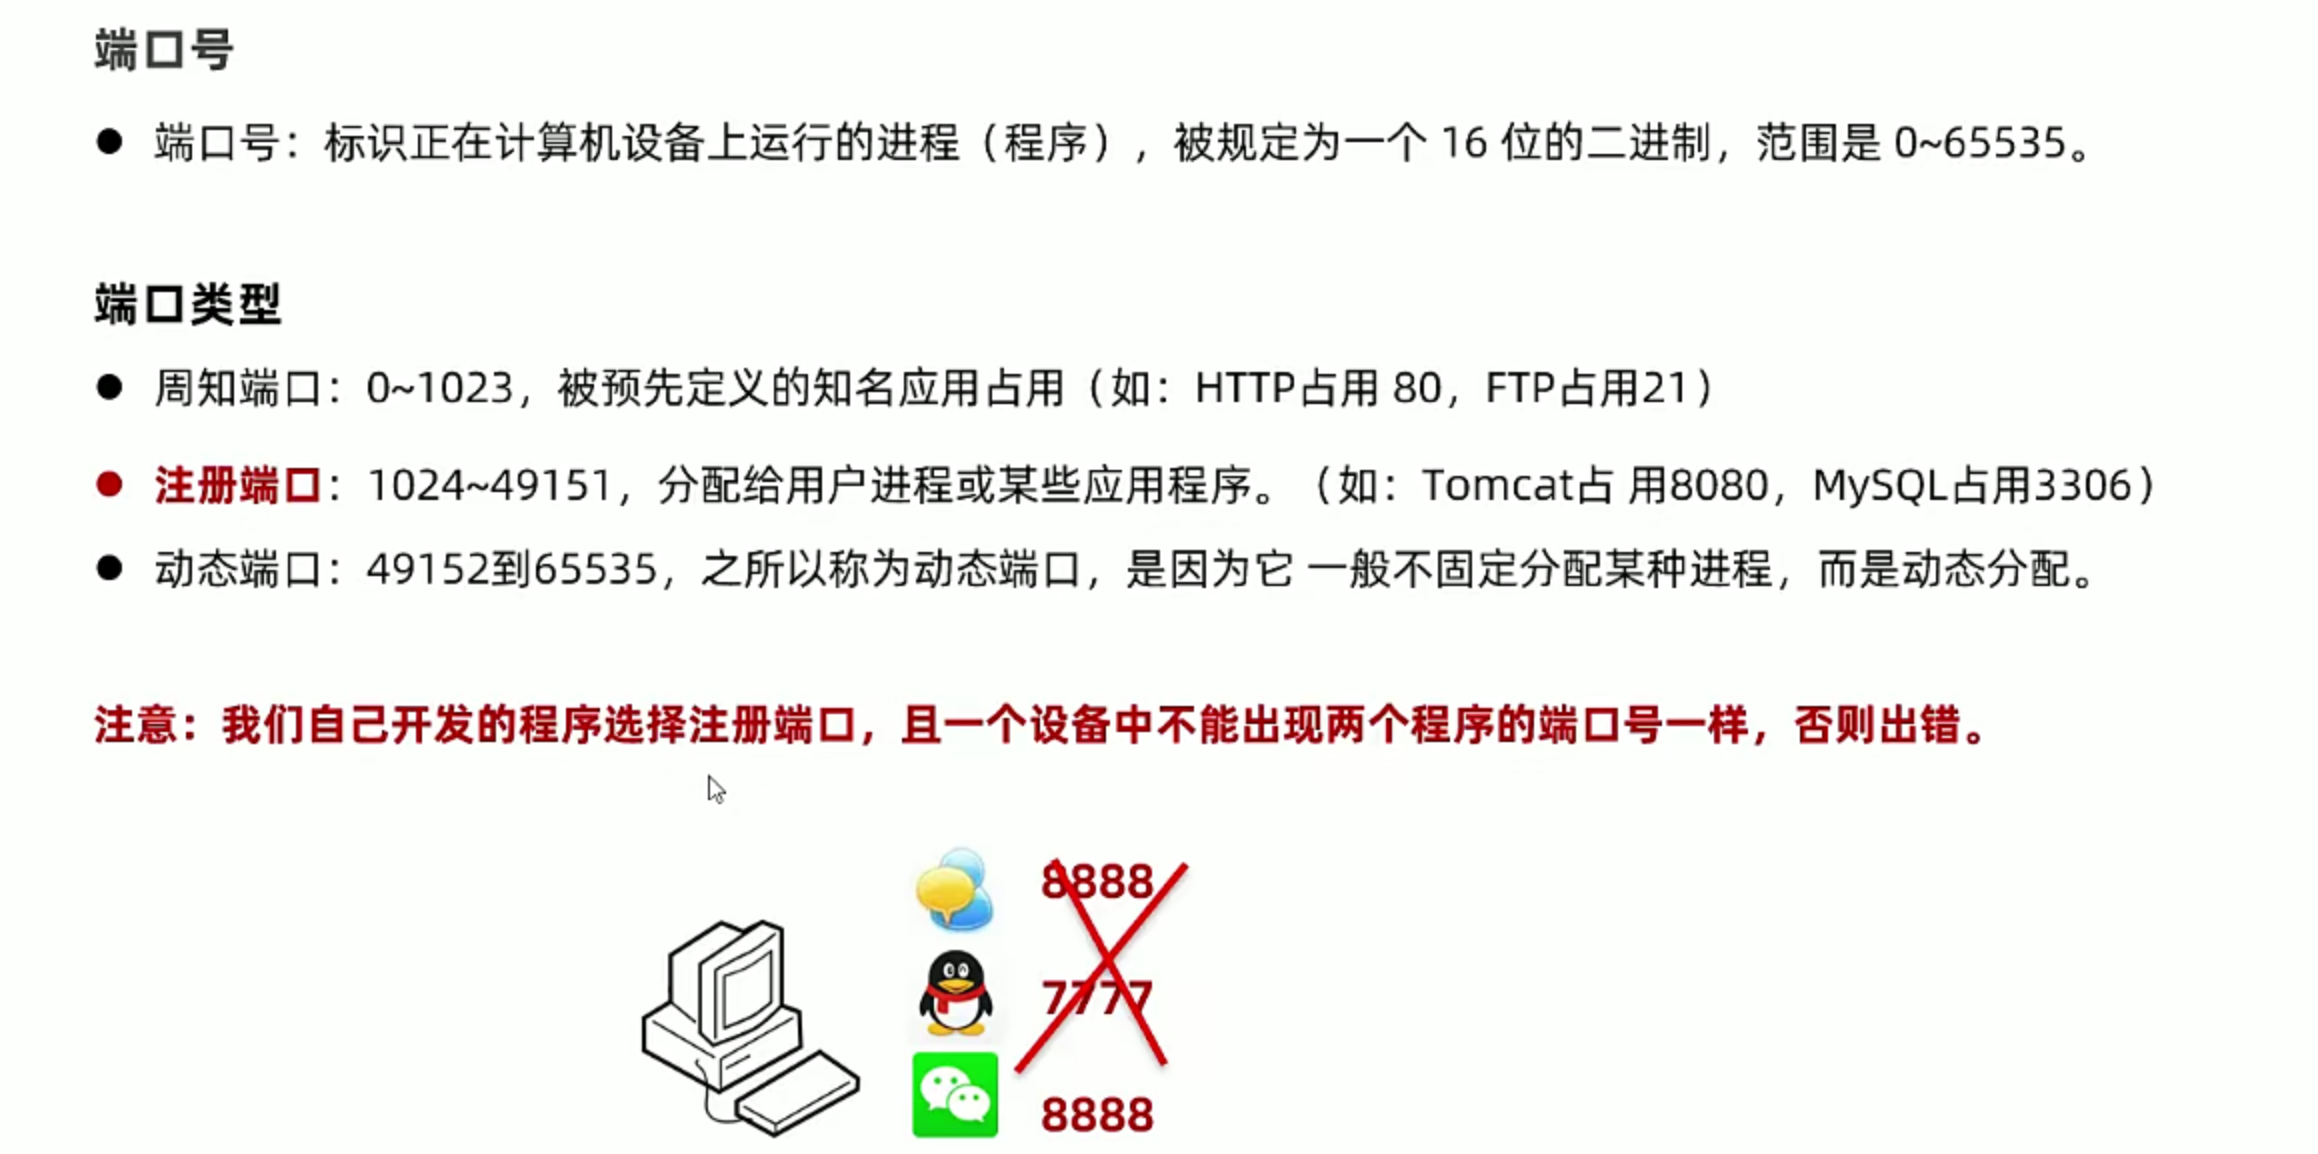 端口号
● 端口号：标识正在计算机设备上运行的进程（程序），被规定为一个 16 位的二进制，范围是 0~65535。
端口类型
● 周知端口：0~1023，被预先定义的知名应用占用（如：HTTP占用 80，FTP占用21）
● 注册端口：1024~49151，分配给用户进程或某些应用程序。（如：Tomcat占 用8080，MySQL占用3306）
● 动态端口：49152到65535，之所以称为动态端口，是因为它 一般不固定分配某种进程，而是动态分配。
注意：我们自己开发的程序选择注册端口，且一个设备中不能出现两个程序的端口号一样，否则出错。
8888
7777
8888